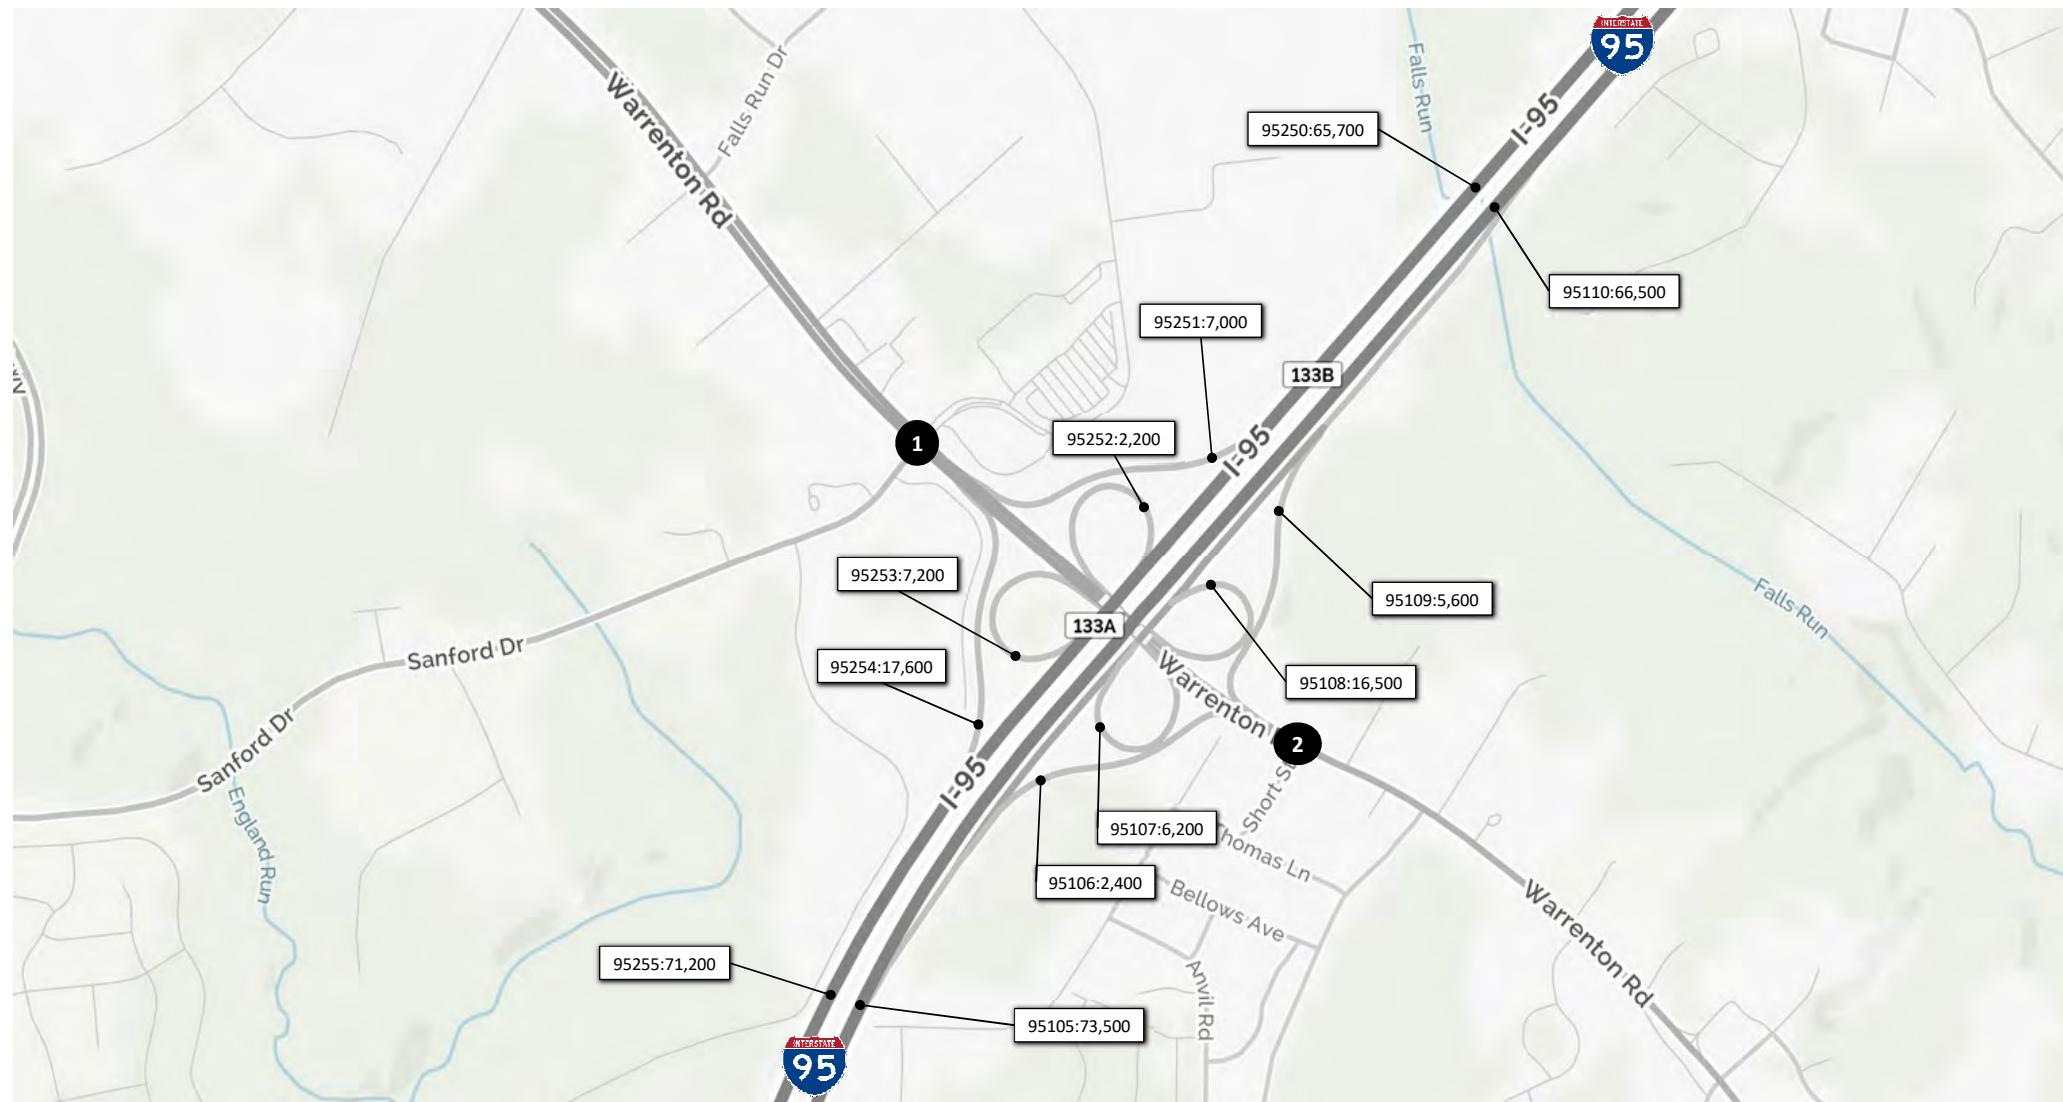 INTERSTATE
95
Falls Run Dr
Warrenton Rd
Falls Run
I-95
95250:65,700
95110:66,500
95251:7,000
133B
1
95252:2,200
I-95
95253:7,200
95109:5,600
Falls Run
133A
Sanford Dr
95254:17,600
95108:16,500
Warrenton
2
Sanford Dr
I-95
England Run
Short St
95107:6,200
Thomas Ln
95106:2,400
Bellows Ave
Warrenton Rd
95255:71,200
Anvil Rd
95105:73,500
INTERSTATE
95